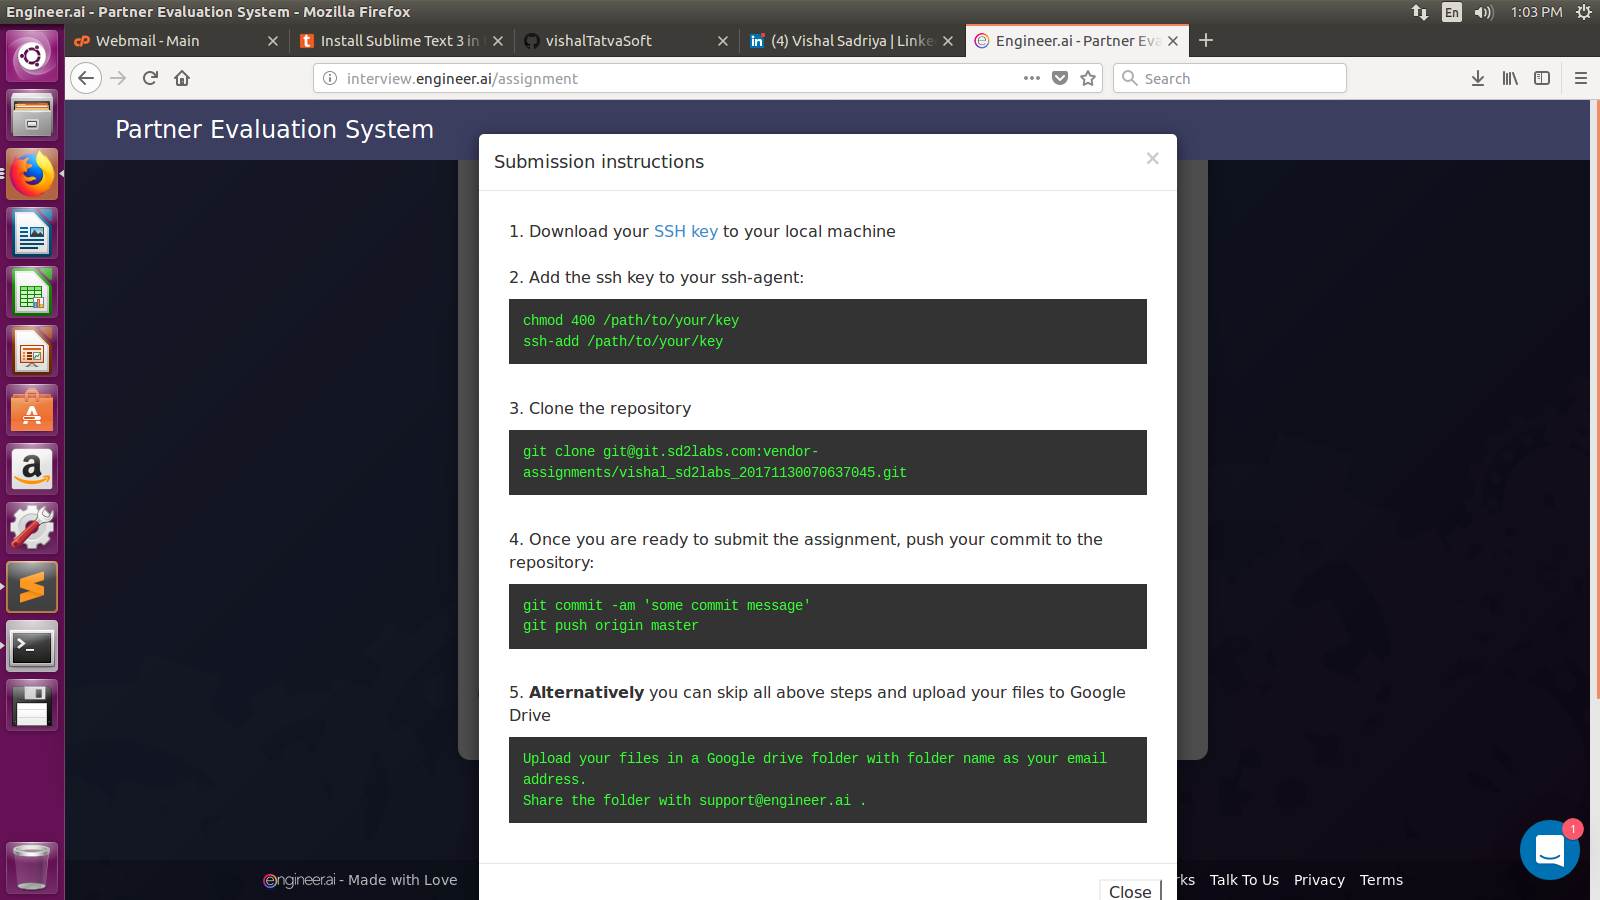 Engineer.ai - Partner Evaluation System - Mozilla Firefox
En
1:03 PM
cP Webmail - Main
t Install Sublime Text 3 in
vishalTatvaSoft
in (4) Vishal Sadriya | Linke
Engineer.ai - Partner Eva
interview.engineer.ai/assignment
Search
Partner Evaluation System
Submission instructions
×
1. Download your SSH key to your local machine
2. Add the ssh key to your ssh-agent:
chmod 400 /path/to/your/key
ssh-add /path/to/your/key
3. Clone the repository
git clone git@git.sd2labs.com:vendor-
assignments/vishal_sd2labs_20171130070637045.git
4. Once you are ready to submit the assignment, push your commit to the
repository:
git commit -am 'some commit message'
git push origin master
5. Alternatively you can skip all above steps and upload your files to Google
Drive
Upload your files in a Google drive folder with folder name as your email
address.
Share the folder with support@engineer.ai .
Close
engineer.ai - Made with Love
rks Talk To Us Privacy Terms
1